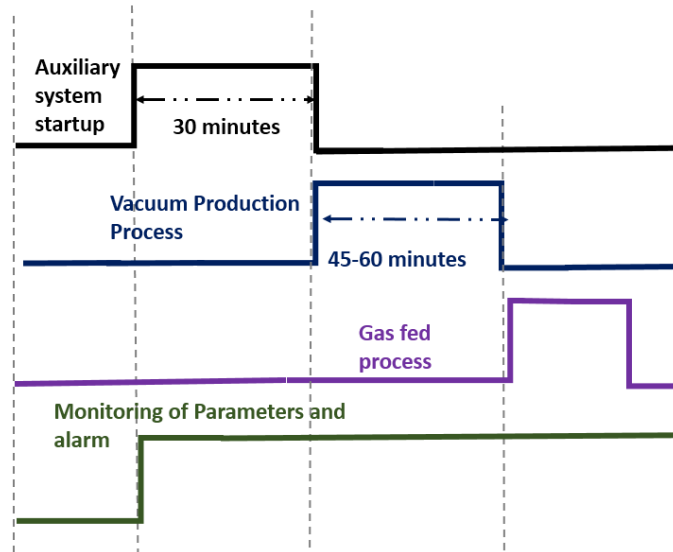 Auxiliary
system
startup
30 minutes
Vacuum Production
Process
45-60 minutes
Gas fed
process
Monitoring of Parameters and
alarm